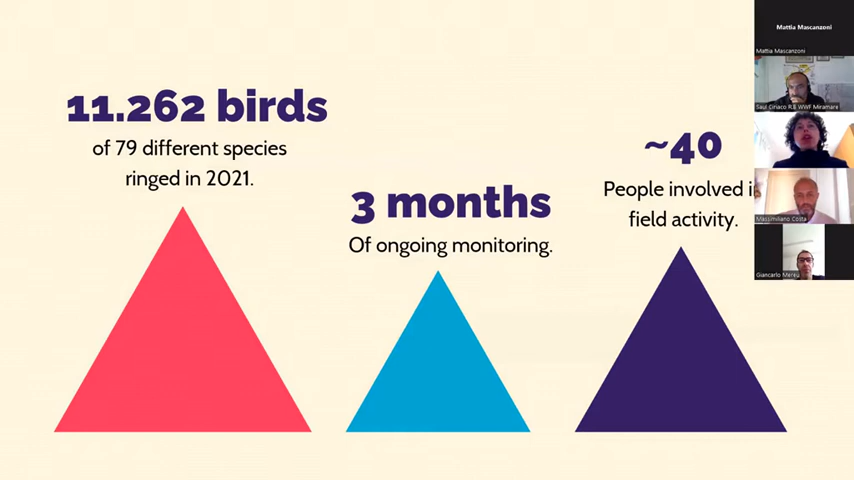 11.262 birds
of 79 different species
ringed in 2021.
3 months
Of ongoing monitoring.
~40
People involved in
field activity.
Mattia Mascanzoni
Mattia Mascanzoni
Saul Ciriaco R.E WWF Miramare
Massimiliano Costa
Giancarlo Mereu